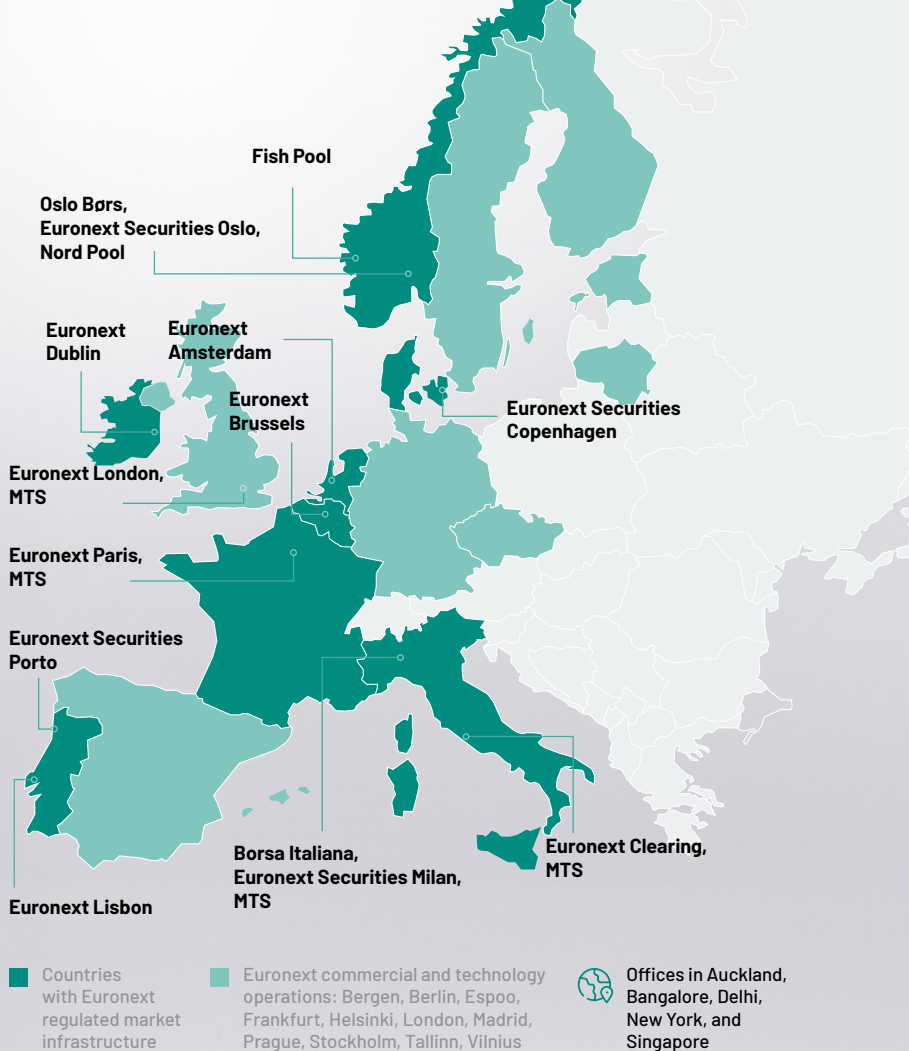 Fish Pool
Oslo Børs,
Euronext Securities Oslo,
Nord Pool
Euronext
Dublin
Euronext
Amsterdam
Euronext
Brussels
Euronext Securities
Copenhagen
Euronext London,
MTS
Euronext Paris,
MTS
Euronext Securities
Porto
Borsa Italiana,
Euronext Securities Milan,
MTS
Euronext Clearing,
MTS
Euronext Lisbon
Countries
with Euronext
regulated market
infrastructure
Euronext commercial and technology
operations: Bergen, Berlin, Espoo,
Frankfurt, Helsinki, London, Madrid,
Prague, Stockholm, Tallinn, Vilnius
Offices in Auckland,
Bangalore, Delhi,
New York, and
Singapore